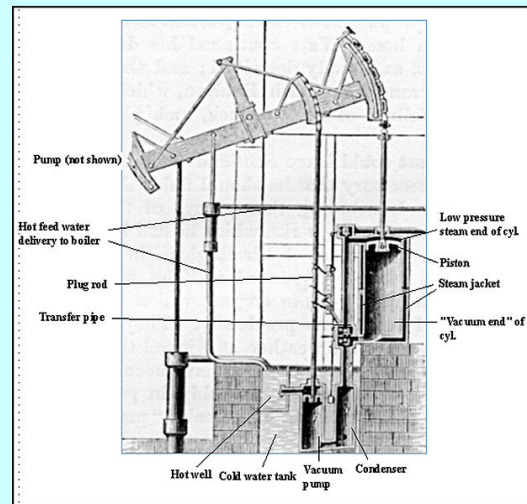 Pump (not shown)
Hot feed water
delivery to boiler
Plug rod
Transfer pipe
Low pressure
steam end of cyl.
Piston
Steam jacket
"Vacuum end" of
cyl.
Hot well
Cold water tank
Vacuum
pump
Condenser